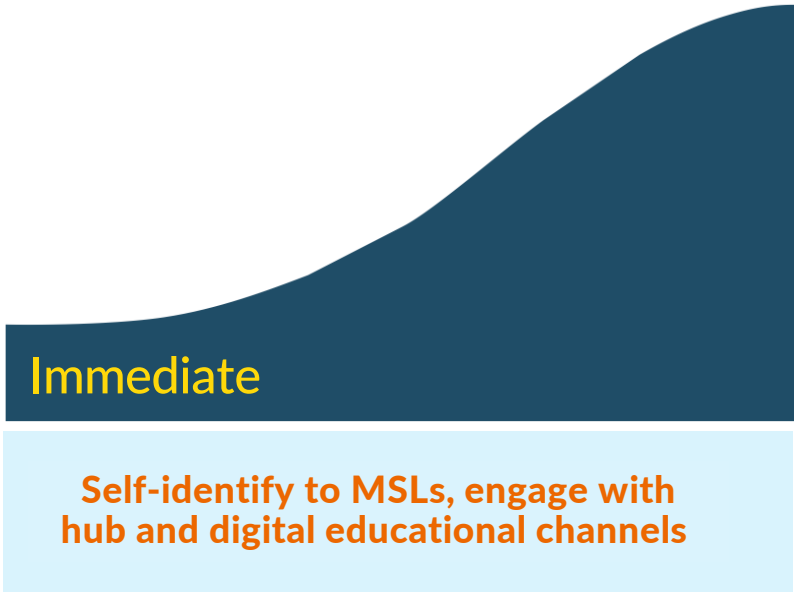 Immediate
Self-identify to MSLs, engage with
hub and digital educational channels